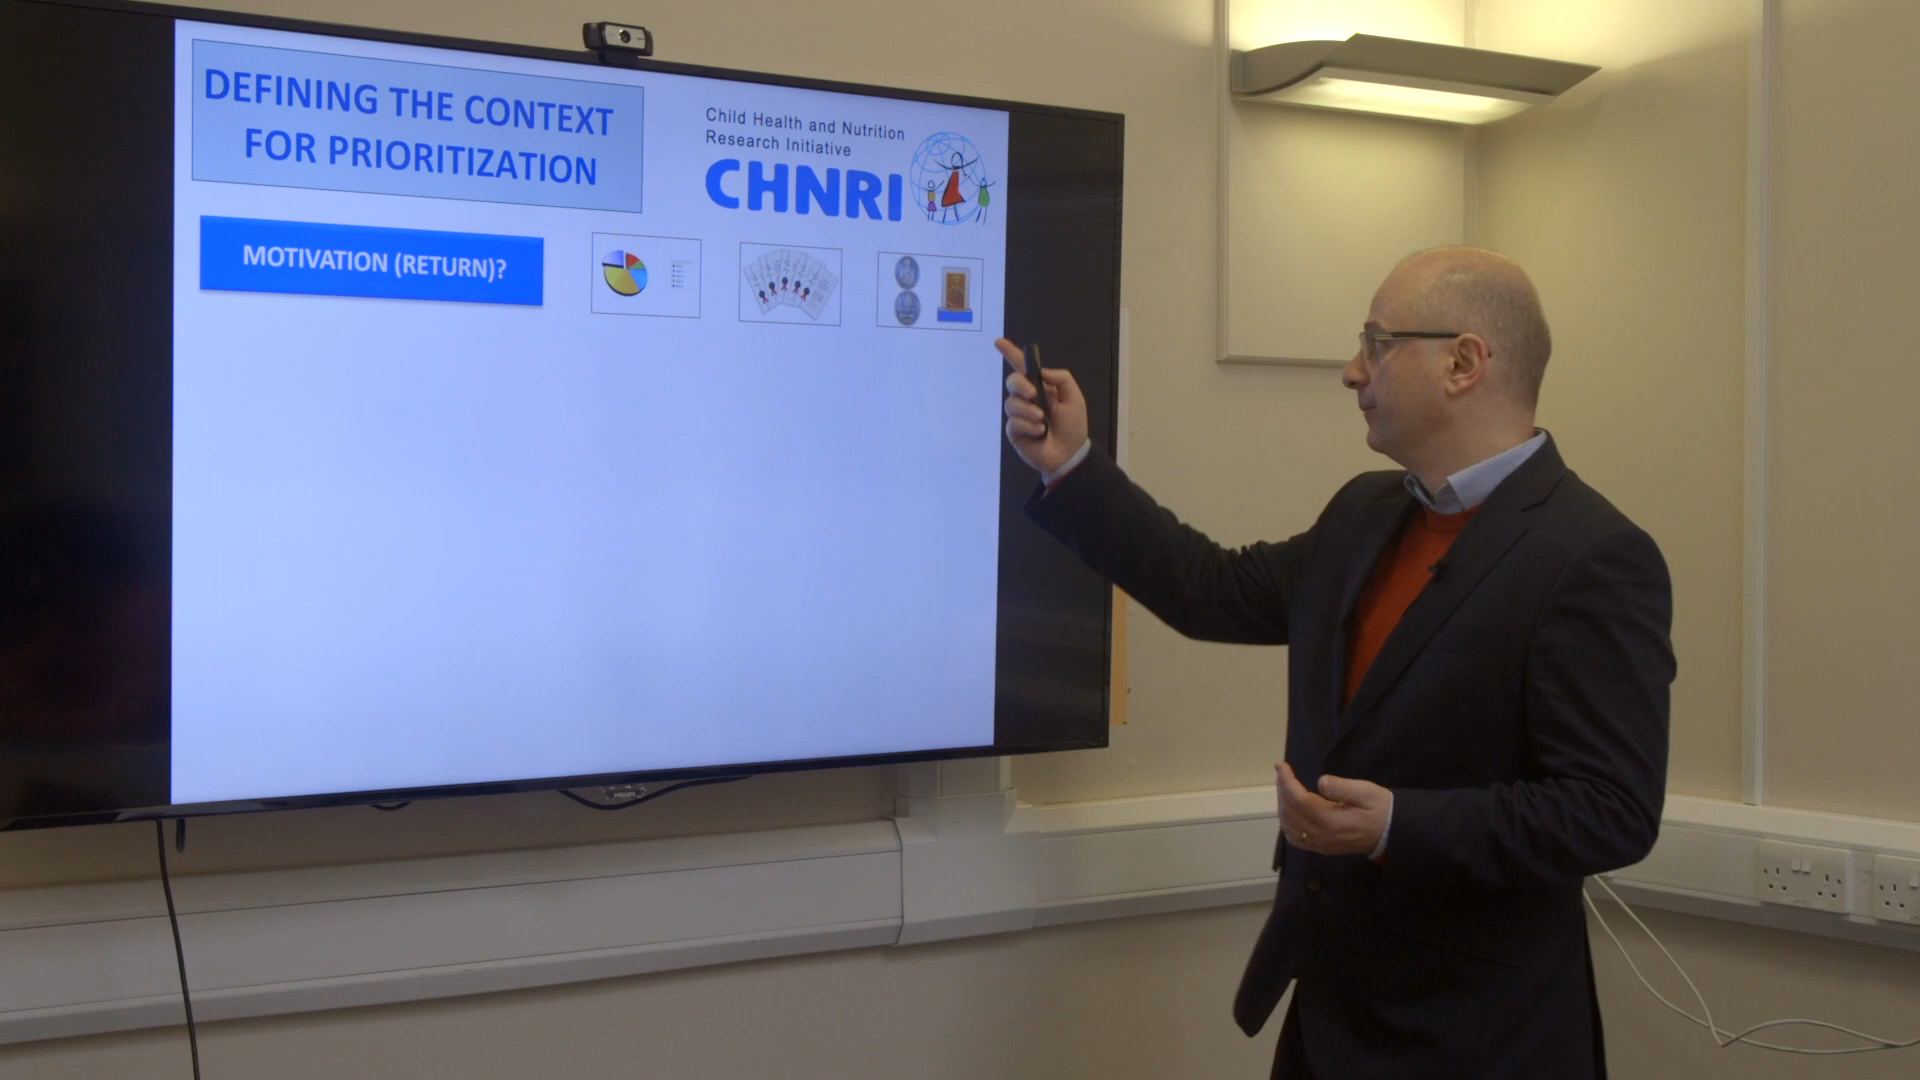 DEFINING THE CONTEXT
FOR PRIORITIZATION
Child Health and Nutrition
Research Initiative
CHNRI
MOTIVATION (RETURN)?